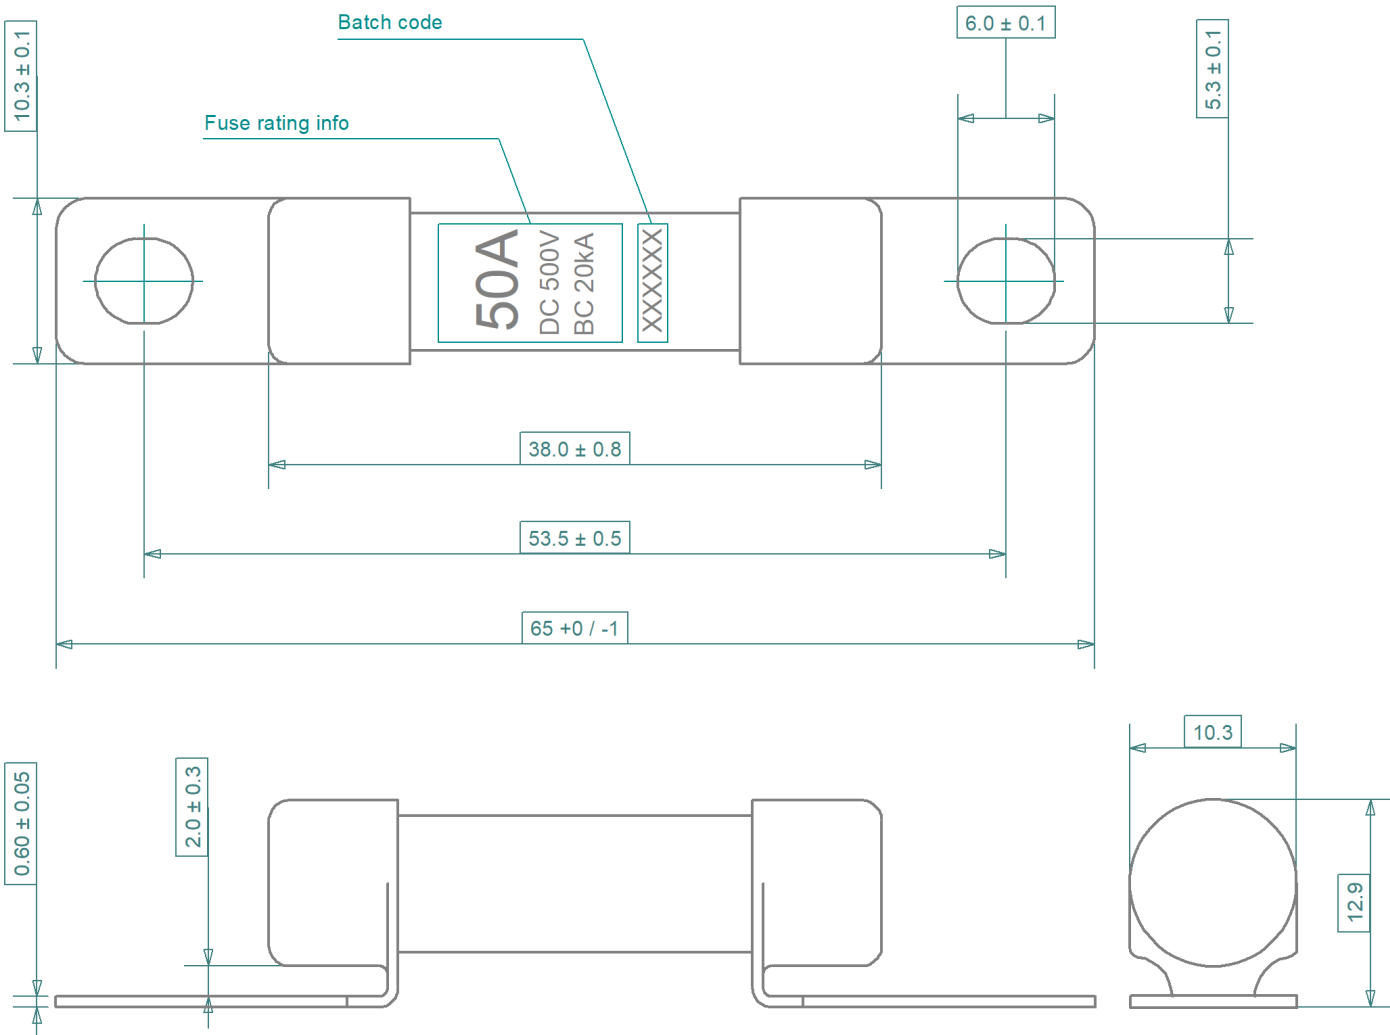 Batch code
6.0 ± 0.1
10.3 ± 0.1
5.3 ± 0.1
Fuse rating info
50A
DC 500V
BC 20kA
XXXXXX
38.0 ± 0.8
53.5 ± 0.5
65 +0 / -1
10.3
0.60 ± 0.05
2.0 ± 0.3
12.9